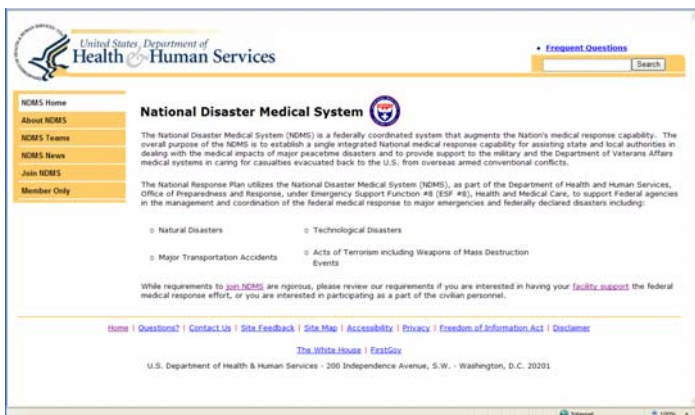 United States Department of
Health & Human Services
Frequent Questions
Search
NDMS Home
About NDMS
NDMS Teams
NDMS News
Join NDMS
Member Only
National Disaster Medical System
The National Disaster Medical System (NDMS) is a federally coordinated system that augments the Nation's medical response capability. The
overall purpose of the NDMS is to establish a single integrated National medical response capability for assisting state and local authorities in
dealing with the medical impacts of major peacetime disasters and to provide support to the military and the Department of Veterans Affairs
medical systems in caring for casualties evacuated back to the U.S. from overseas armed conventional conflicts.
The National Response Plan utilizes the National Disaster Medical System (NDMS), as part of the Department of Health and Human Services,
Office of Preparedness and Response, under Emergency Support Function #8 (ESF #8), Health and Medical Care, to support Federal agencies
in the management and coordination of the federal medical response to major emergencies and federally declared disasters including:
Natural Disasters
Technological Disasters
Major Transportation Accidents
Acts of Terrorism including Weapons of Mass Destruction
Events
While requirements to join NDMS are rigorous, please review our requirements if you are interested in having your facility support the federal
medical response effort, or you are interested in participating as a part of the civilian personnel.
Home | Questions? | Contact Us | Site Feedback | Site Map | Accessibility | Privacy | Freedom of Information Act | Disclaimer
The White House | FirstGov
U.S. Department of Health & Human Services - 200 Independence Avenue, S.W. - Washington, D.C. 20201
Internet
100%